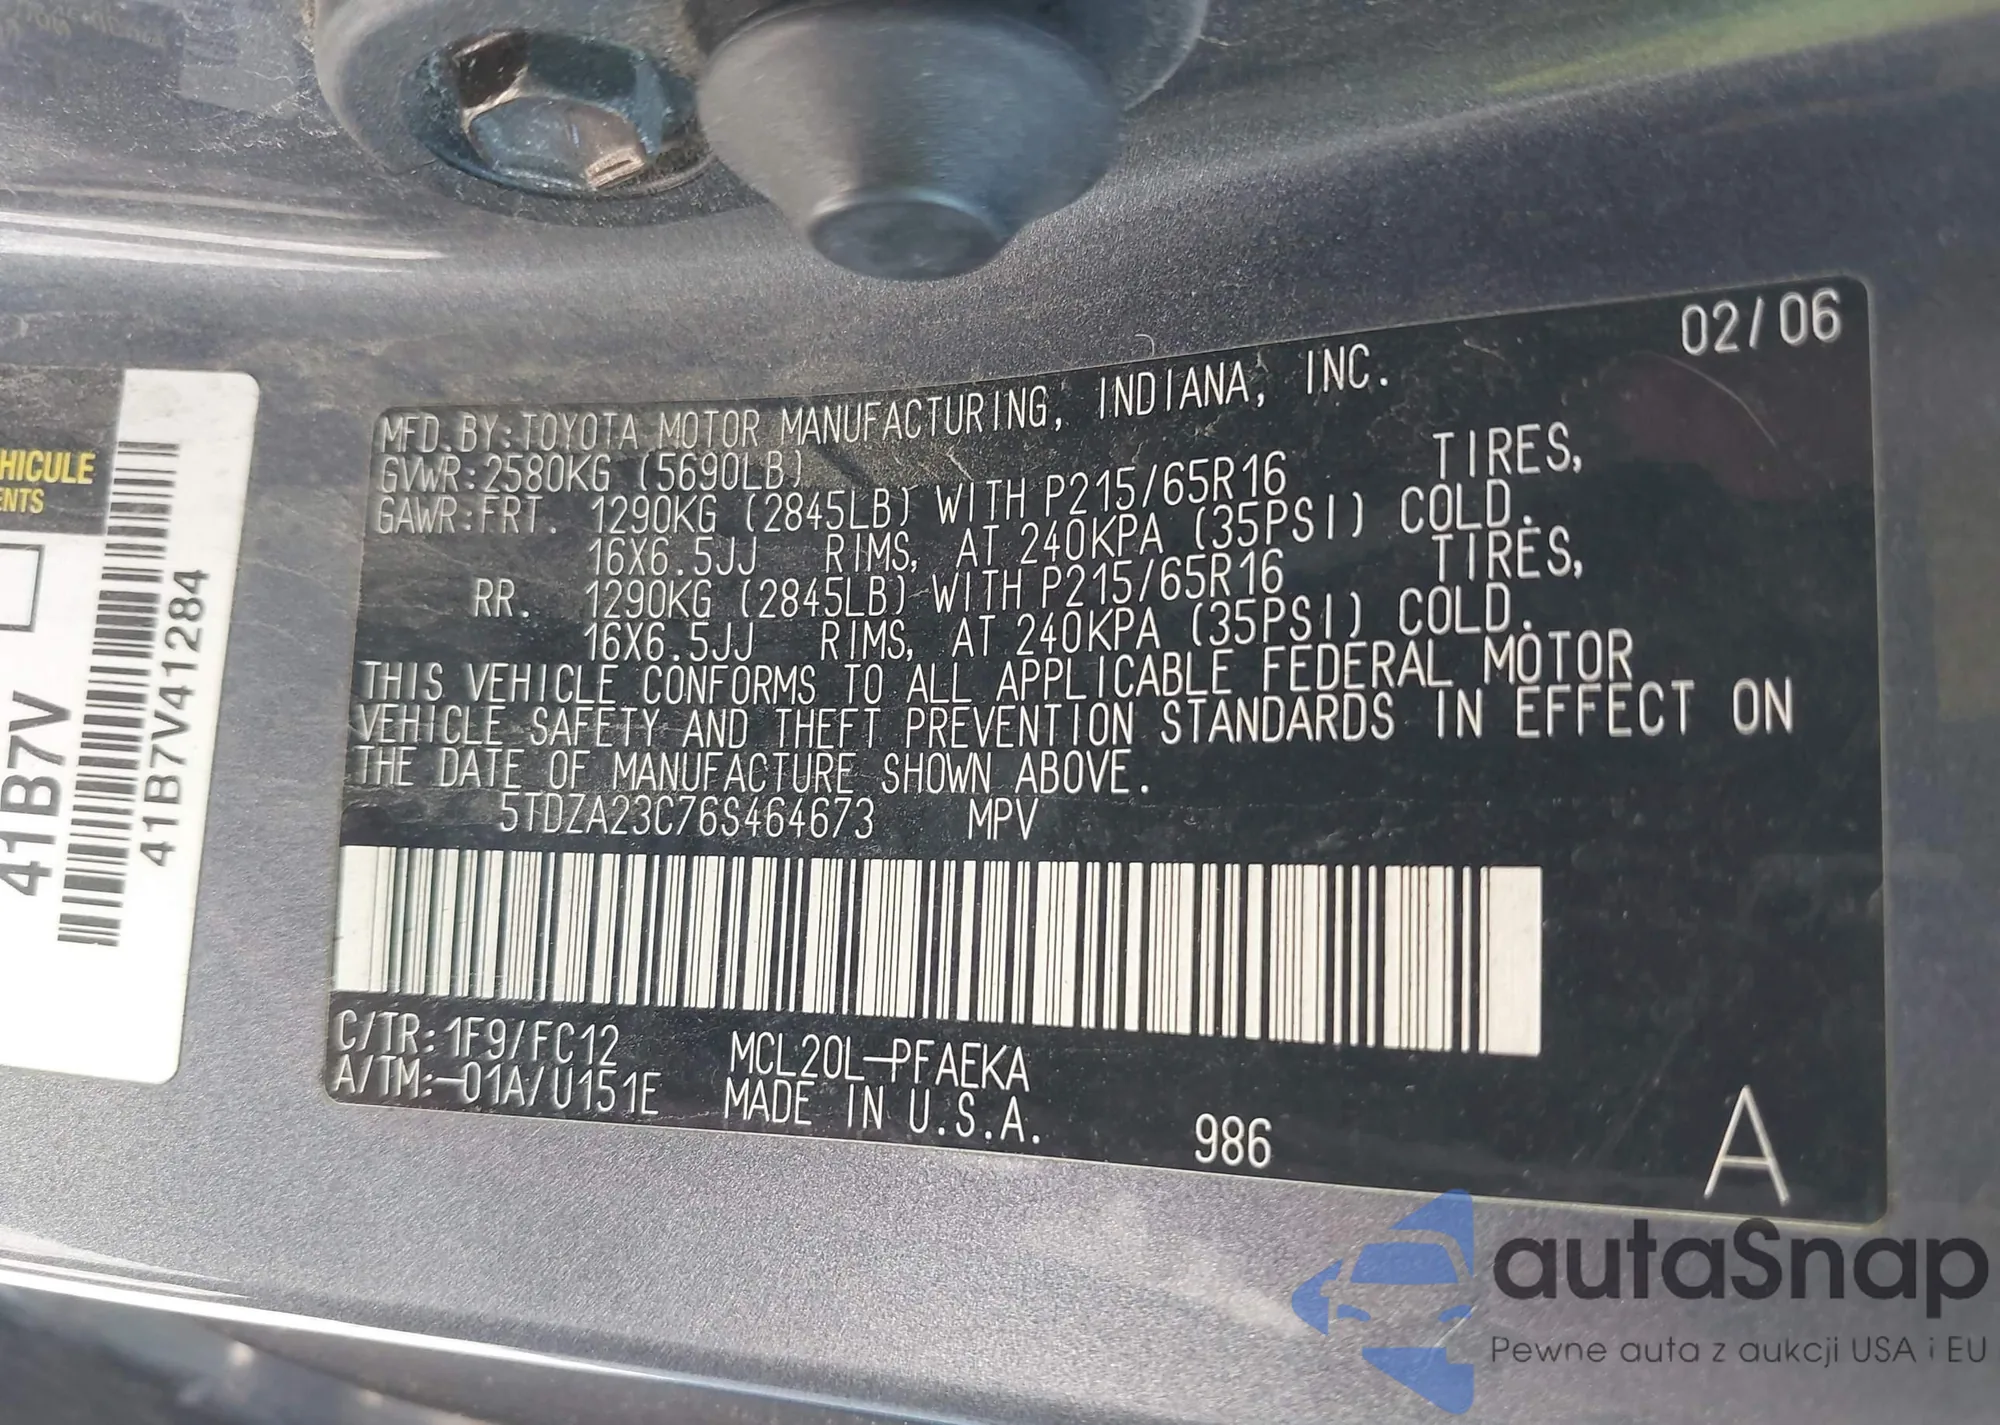 02/06
MFD.BY:TOYOTA MOTOR MANUFACTURING, INDIANA, INC.
GVWR:2580KG (5690LB)
GAWR:FRT. 1290KG (2845LB) WITH P215/65R16 TIRES,
16X6.5JJ RIMS, AT 240KPA (35PSI) COLD.
RR. 1290KG (2845LB) WITH P215/65R16 TIRES,
16X6.5JJ RIMS, AT 240KPA (35PSI) COLD.
THIS VEHICLE CONFORMS TO ALL APPLICABLE FEDERAL MOTOR
VEHICLE SAFETY AND THEFT PREVENTION STANDARDS IN EFFECT ON
THE DATE OF MANUFACTURE SHOWN ABOVE.
5TDZA23C76S464673 MPV
C/TR:1F9/FC12 MCL20L-PFAEKA
A/TM:-01A/U151E MADE IN U.S.A.
986 A
HICULE
ENTS
41B7V
41B7V41284
autaSnap
Pewne auta z aukcji USA i EU